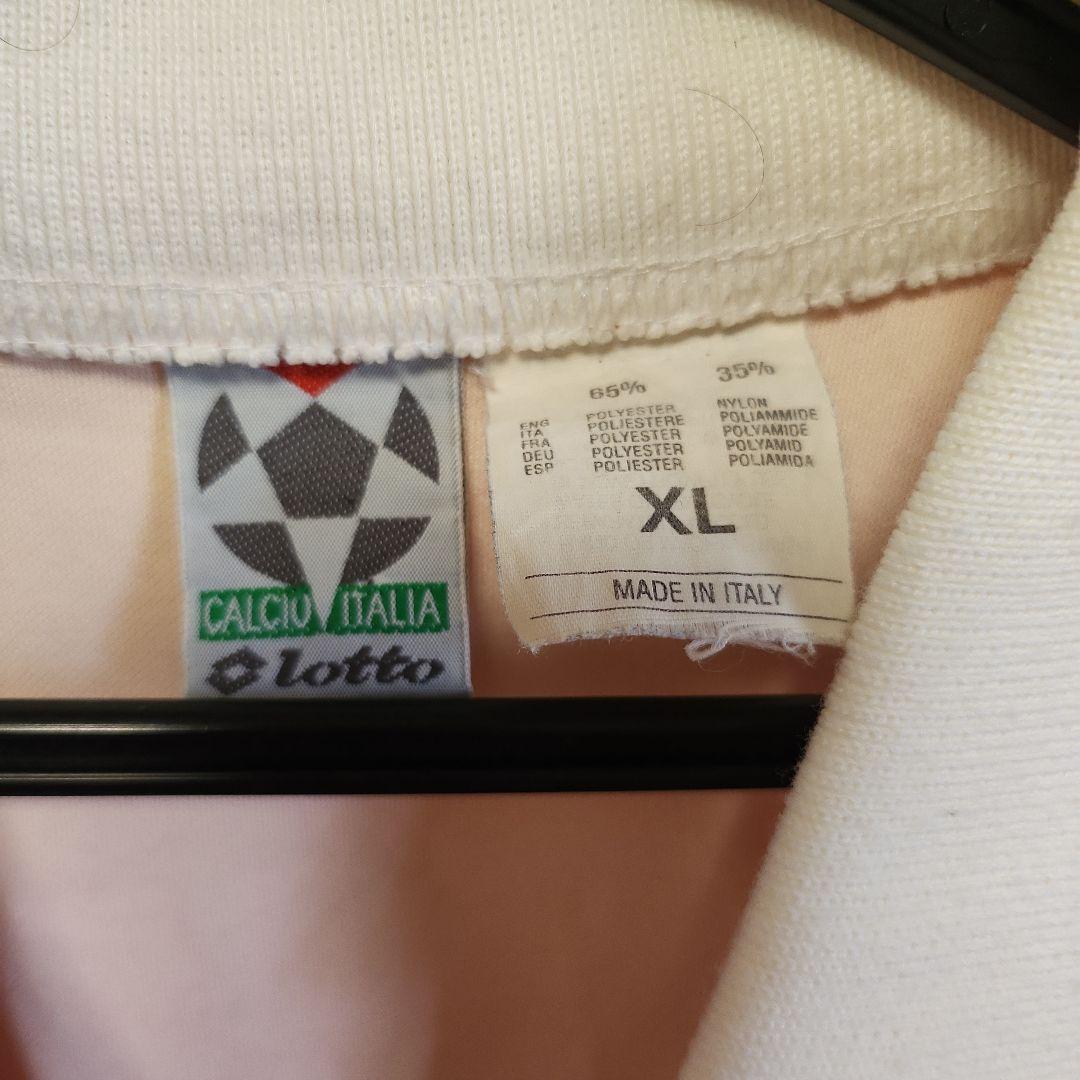 CALCIO ITALIA
lotto
65% 35%
ENG POLYESTER NYLON
ITA POLIESTERE POLIAMMIDE
FRA POLYESTER POLYAMIDE
DEU POLYESTER POLYAMID
ESP POLIESTER POLIAMIDA
XL
MADE IN ITALY